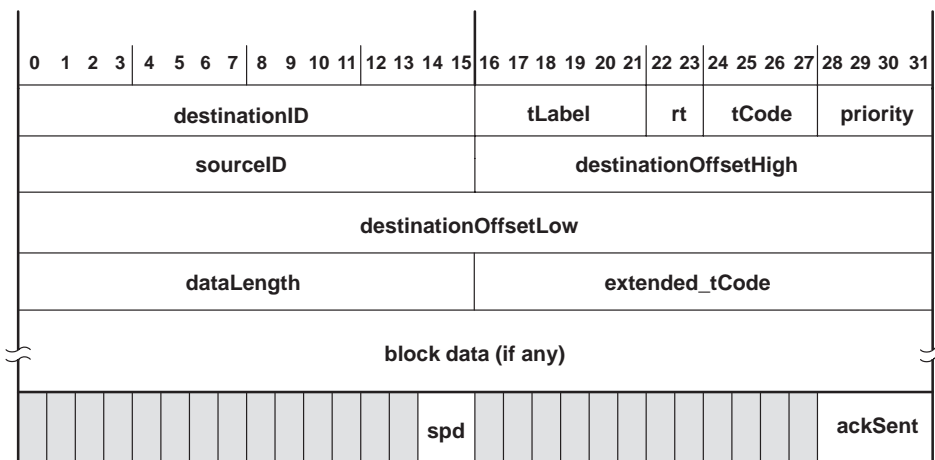 0 1 2 3 4 5 6 7 8 9 10 11 12 13 14 15 16 17 18 19 20 21 22 23 24 25 26 27 28 29 30 31
destinationID tLabel rt tCode priority
sourceID destinationOffsetHigh
destinationOffsetLow
dataLength extended_tCode
block data (if any)
spd ackSent